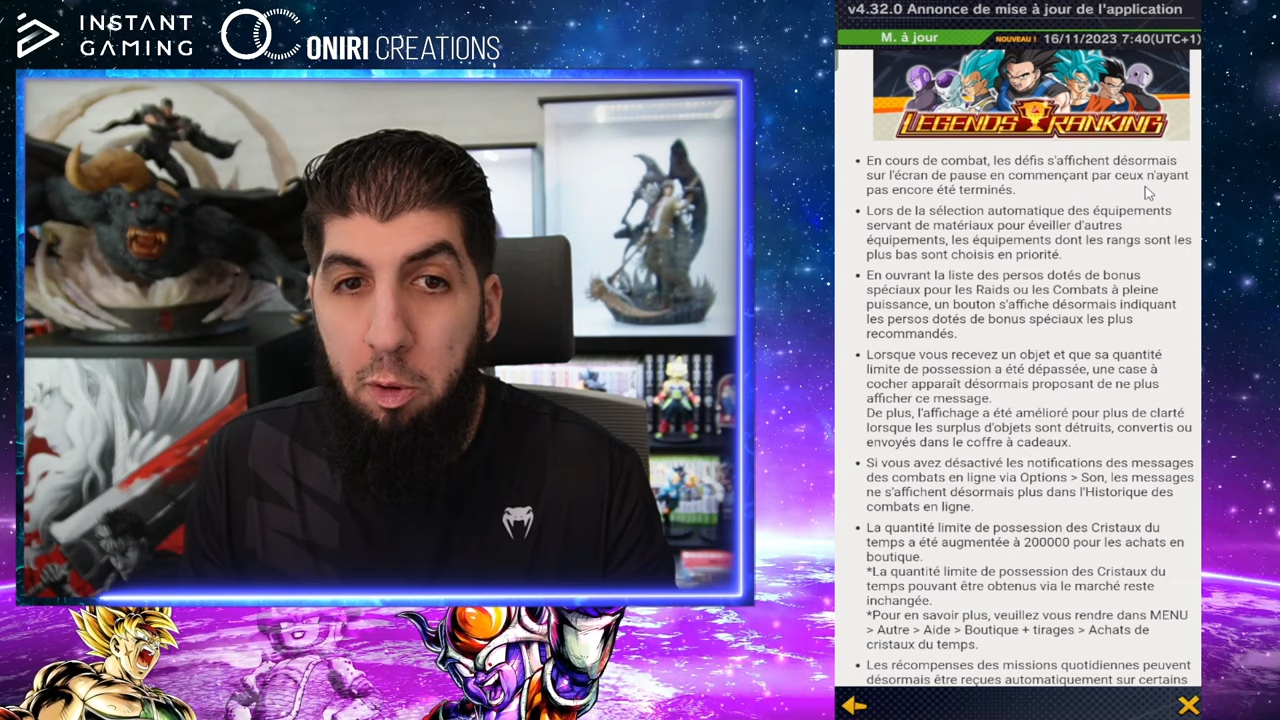 INSTANT
GAMING
ONIRI CREATIONS
v4.32.0 Annonce de mise à jour de l'application
M. à jour
NOUVEAU !
16/11/2023 7:40(UTC+1)
LEGENDS RANKING
• En cours de combat, les défis s'affichent désormais
sur l'écran de pause en commençant par ceux n'ayant
pas encore été terminés.
• Lors de la sélection automatique des équipements
servant de matériaux pour éveiller d'autres
équipements, les équipements dont les rangs sont les
plus bas sont choisis en priorité.
• En ouvrant la liste des persos dotés de bonus
spéciaux pour les Raids ou les Combats à pleine
puissance, un bouton s'affiche désormais indiquant
les persos dotés de bonus spéciaux les plus
recommandés.
• Lorsque vous recevez un objet et que sa quantité
limite de possession a été dépassée, une case à
cocher apparaît désormais proposant de ne plus
afficher ce message.
De plus, l'affichage a été amélioré pour plus de clarté
lorsque les surplus d'objets sont détruits, convertis ou
envoyés dans le coffre à cadeaux.
• Si vous avez désactivé les notifications des messages
des combats en ligne via Options > Son, les messages
ne s'affichent désormais plus dans l'Historique des
combats en ligne.
• La quantité limite de possession des Cristaux du
temps a été augmentée à 200000 pour les achats en
boutique.
*La quantité limite de possession des Cristaux du
temps pouvant être obtenus via le marché reste
inchangée.
*Pour en savoir plus, veuillez vous rendre dans MENU
> Autre > Aide > Boutique + tirages > Achats de
cristaux du temps.
• Les récompenses des missions quotidiennes peuvent
désormais être reçues automatiquement sur certains